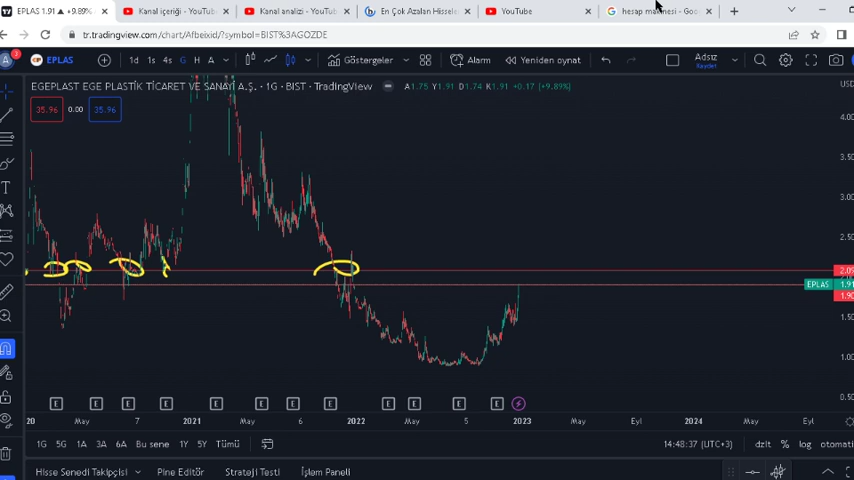 EPLAS 1.91 ▲ +9.89%
Kanal içeriği - YouTube
Kanal analizi - YouTube
En Çok Azalan Hissele
YouTube
hesap makinesi - Goo
tr.tradingview.com/chart/Afbeixid/?symbol=BIST%3AGOZDE
A
EPLAS
1d 1s 4s G H A
Göstergeler
Alarm
Yeniden oynat
Adsız
Kaydet
EGEPLAST EGE PLASTİK TİCARET VE SANAYİ A.Ş. · 1G · BIST · TradingView
A1.75 Y1.91 D1.74 K1.91 +0.17 (+9.89%)
USD
35.96 0.00 35.96
4.00
3.50
3.00
2.50
2.09
EPLAS 1.91
1.90
1.50
1.00
0.50
E E E E E E E E E E E E
20 May 7 2021 May 6 2022 May 5 2023 May Eyl 2024 May Eyl
1G 5G 1A 3A 6A Bu sene 1Y 5Y Tümü
14:48:37 (UTC+3)
dzlt % log otomati
Hisse Senedi Takipçisi
Pine Editör
Strateji Testi
İşlem Paneli